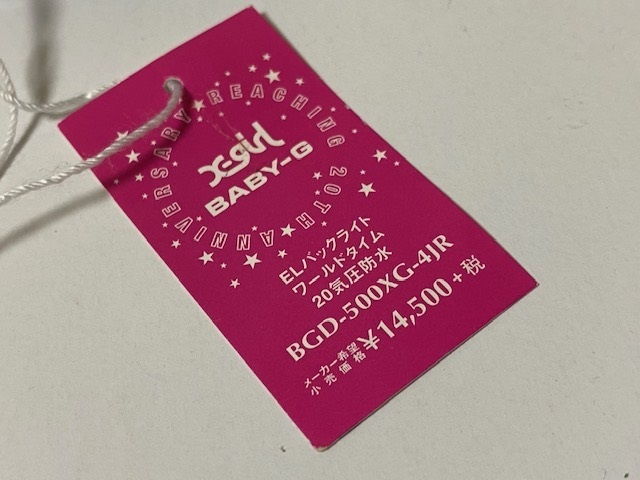 REACHING 20TH ANNIVERSARY
X-girl
BABY-G
ELバックライト
ワールドタイム
20気圧防水
BGD-500XG-4JR
メーカー希望
小売価格
¥14,500+税